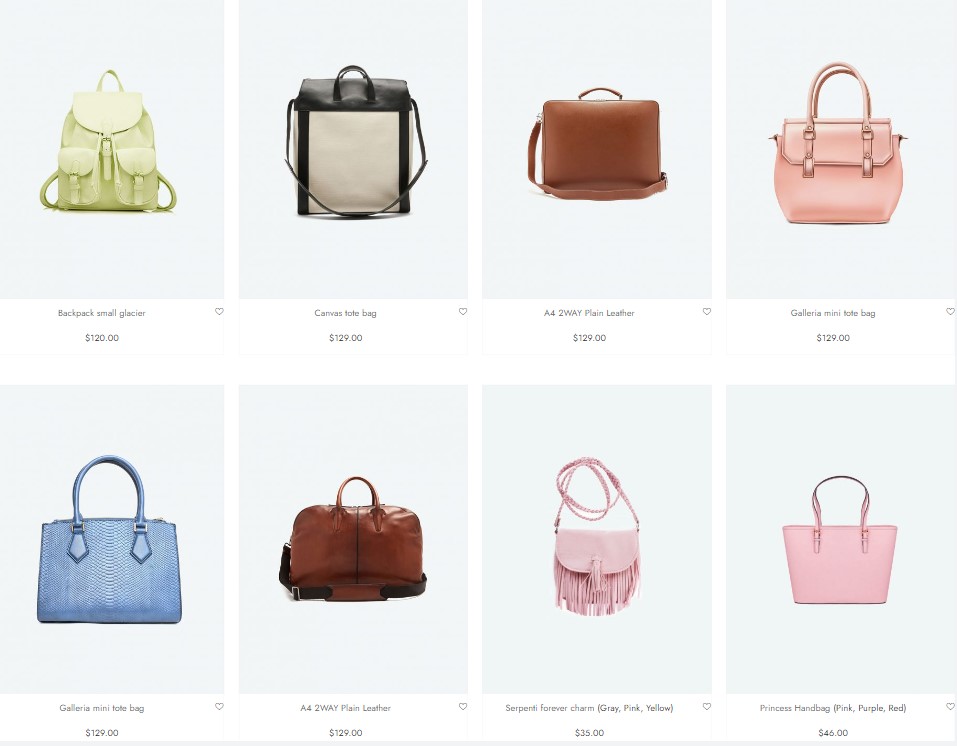 Backpack small glacier
$120.00
Canvas tote bag
$129.00
A4 2WAY Plain Leather
$129.00
Galleria mini tote bag
$129.00
Galleria mini tote bag
$129.00
A4 2WAY Plain Leather
$129.00
Serpenti forever charm (Gray, Pink, Yellow)
$35.00
Princess Handbag (Pink, Purple, Red)
$46.00